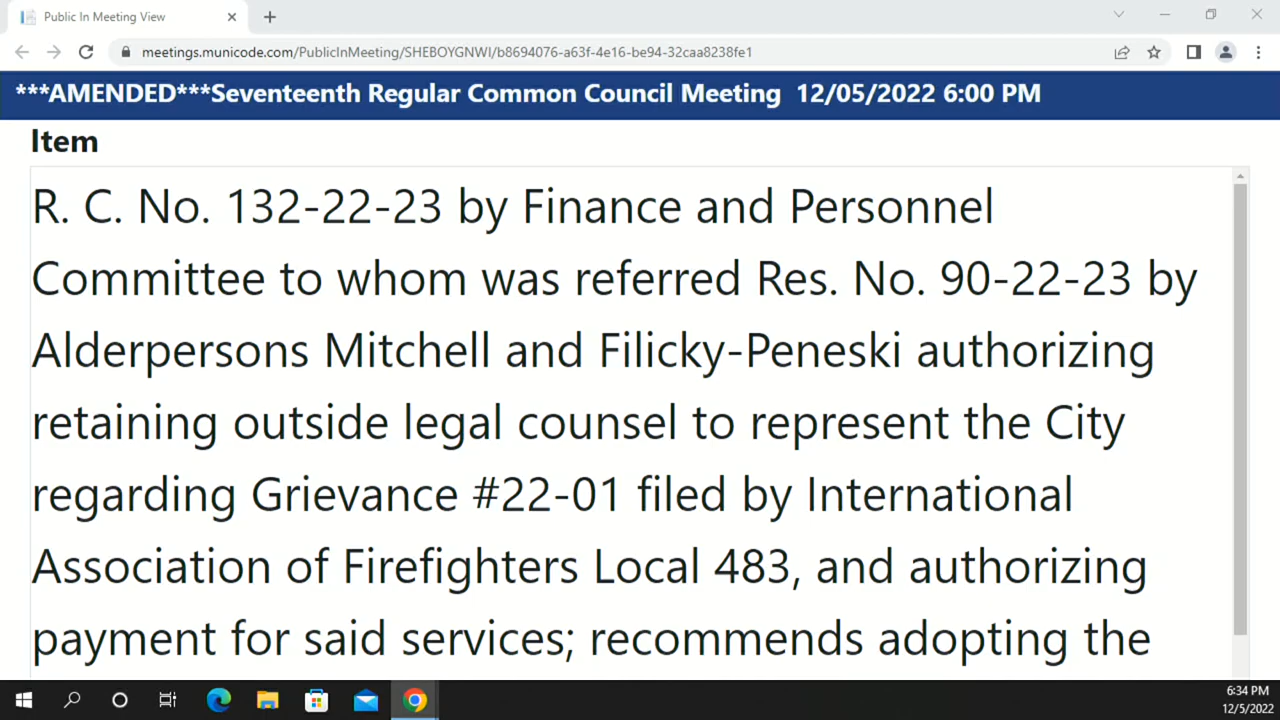 Public In Meeting View
meetings.municode.com/PublicInMeeting/SHEBOYGNWI/b8694076-a63f-4e16-be94-32caa8238fe1
***AMENDED***Seventeenth Regular Common Council Meeting 12/05/2022 6:00 PM
Item
R. C. No. 132-22-23 by Finance and Personnel
Committee to whom was referred Res. No. 90-22-23 by
Alderpersons Mitchell and Filicky-Peneski authorizing
retaining outside legal counsel to represent the City
regarding Grievance #22-01 filed by International
Association of Firefighters Local 483, and authorizing
payment for said services; recommends adopting the
6:34 PM
12/5/2022